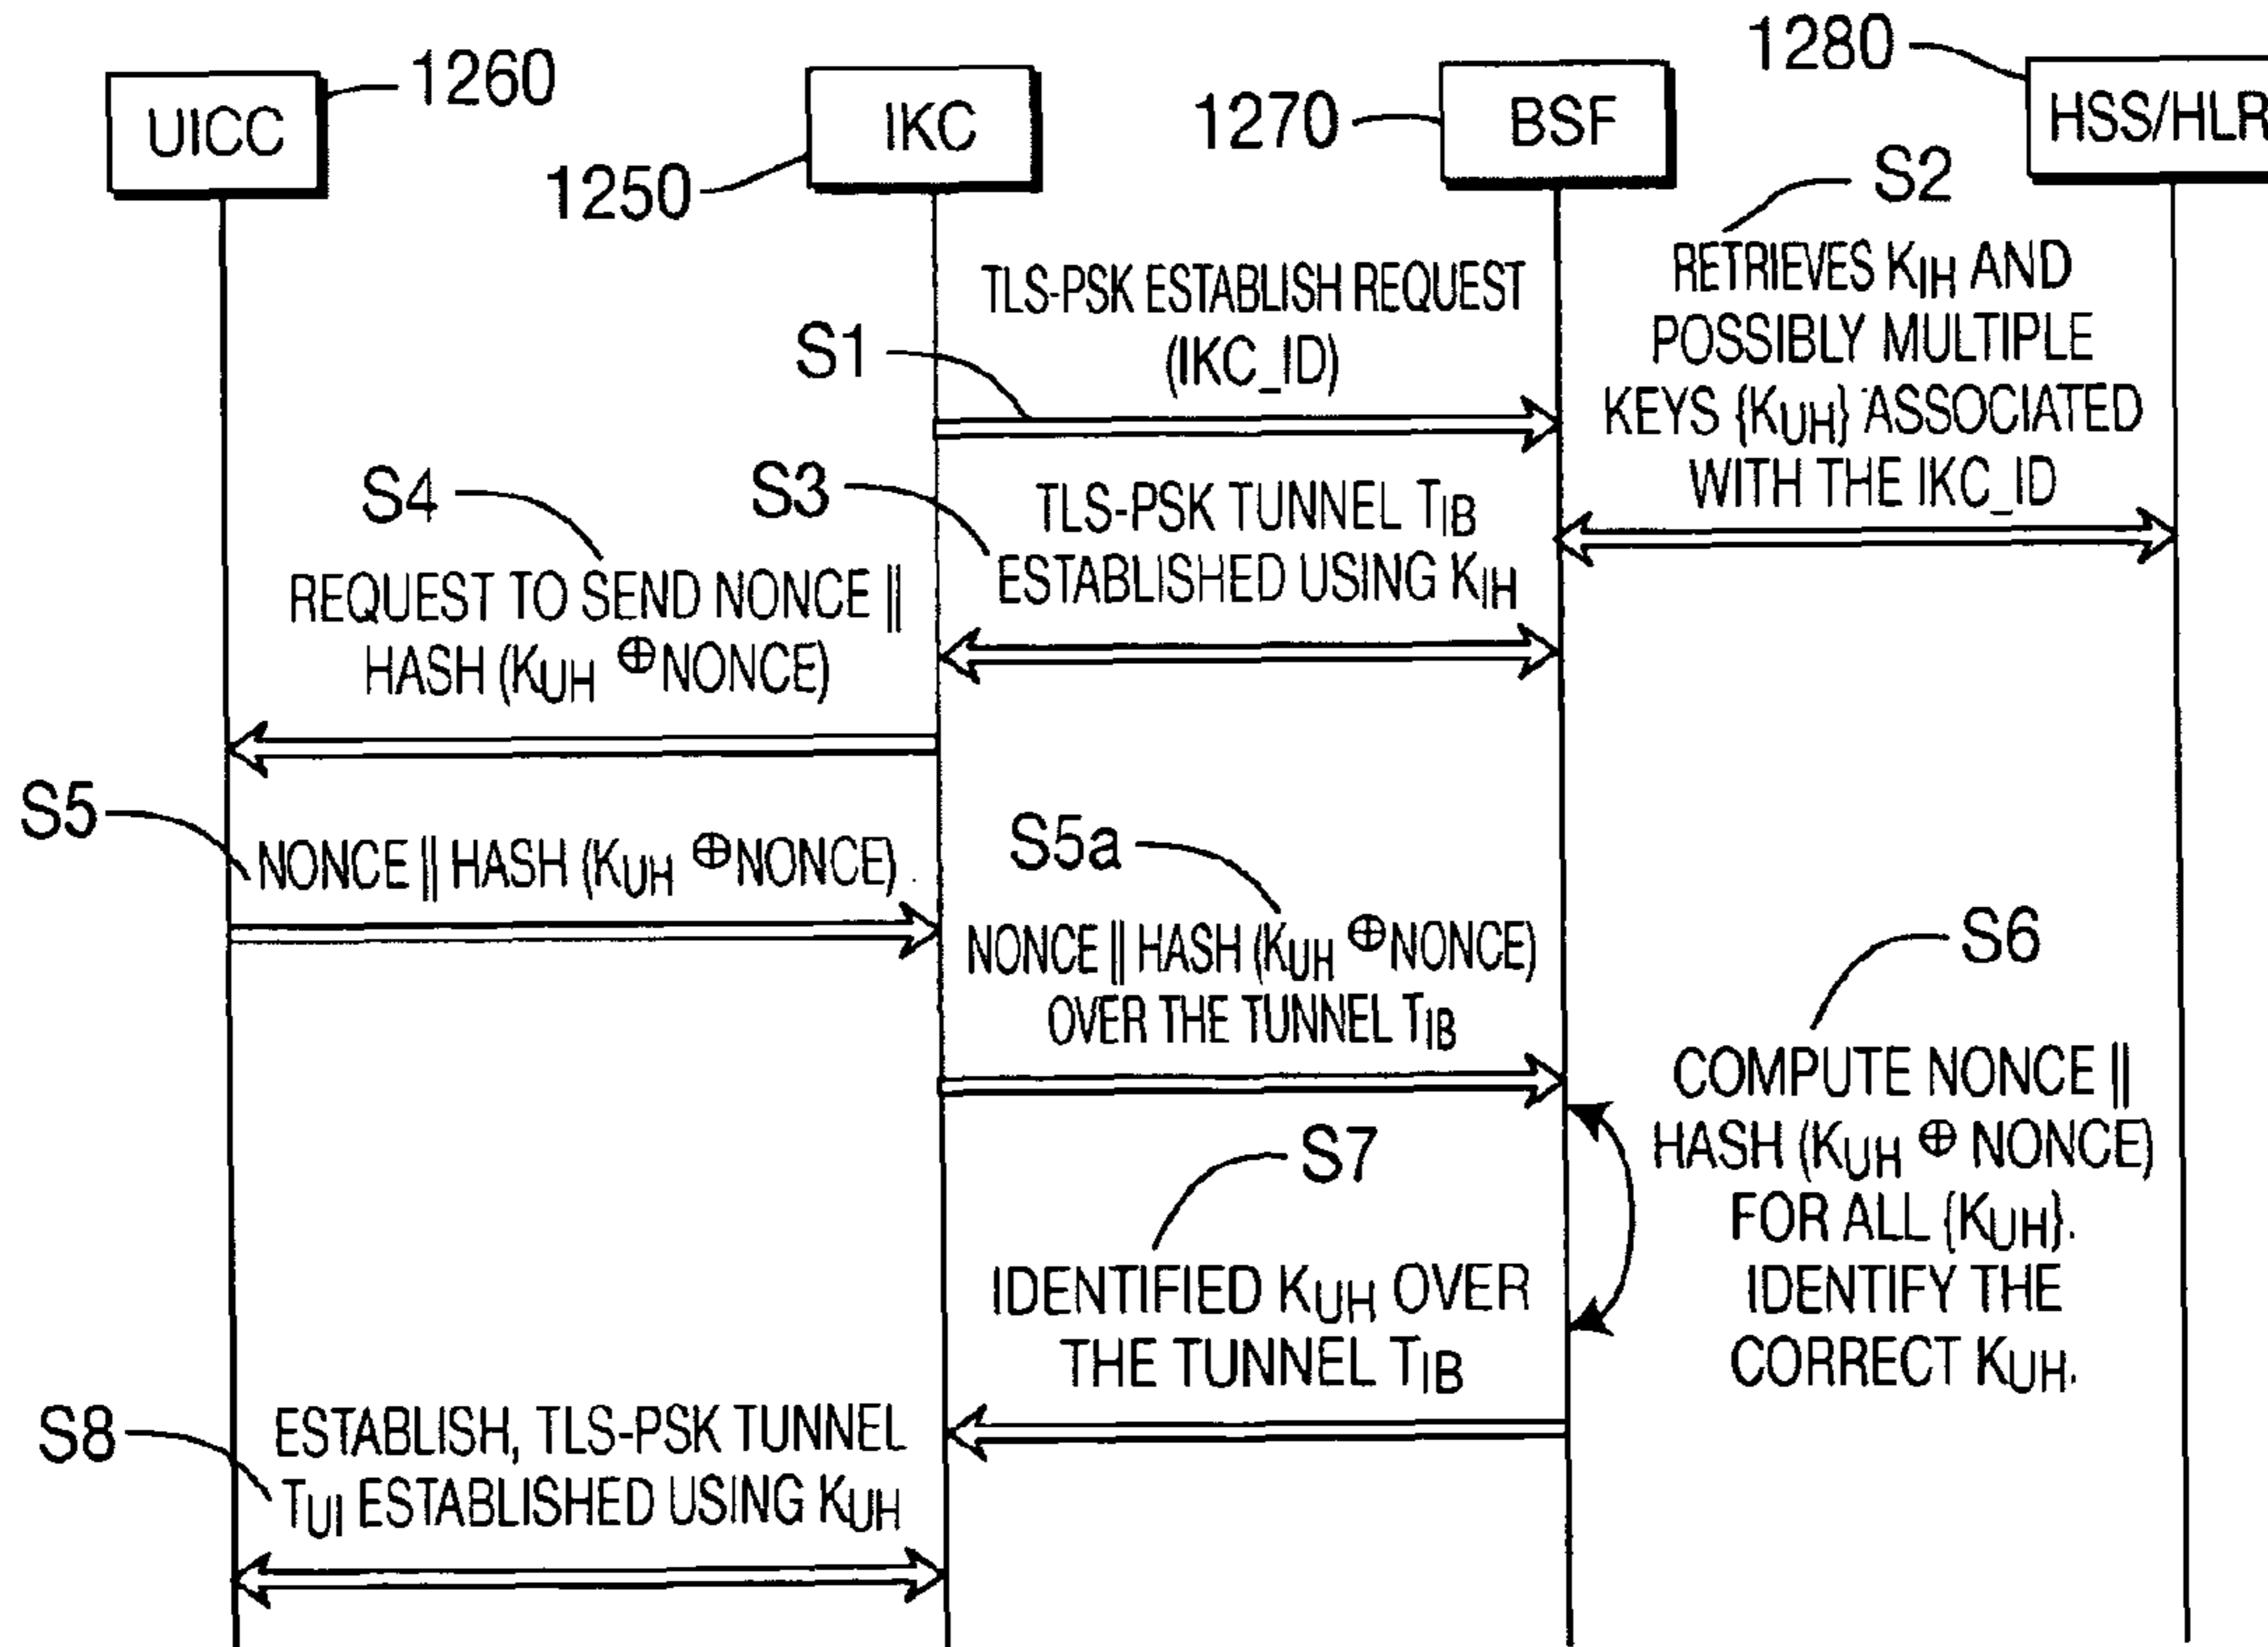 1260
UICC
1250
IKC
1270
BSF
1280
HSS/HLR
S1
TLS-PSK ESTABLISH REQUEST
(IKC_ID)
S2
RETRIEVES KIH AND
POSSIBLY MULTIPLE
KEYS {KUH} ASSOCIATED
WITH THE IKC_ID
S3
TLS-PSK TUNNEL TIB
ESTABLISHED USING KIH
S4
REQUEST TO SEND NONCE ||
HASH (KUH ⊕ NONCE)
S5
NONCE || HASH (KUH ⊕ NONCE)
S5a
NONCE || HASH (KUH ⊕ NONCE)
OVER THE TUNNEL TIB
S6
COMPUTE NONCE ||
HASH (KUH ⊕ NONCE)
FOR ALL {KUH}.
IDENTIFY THE
CORRECT KUH.
S7
IDENTIFIED KUH OVER
THE TUNNEL TIB
S8
ESTABLISH, TLS-PSK TUNNEL
TUI ESTABLISHED USING KUH